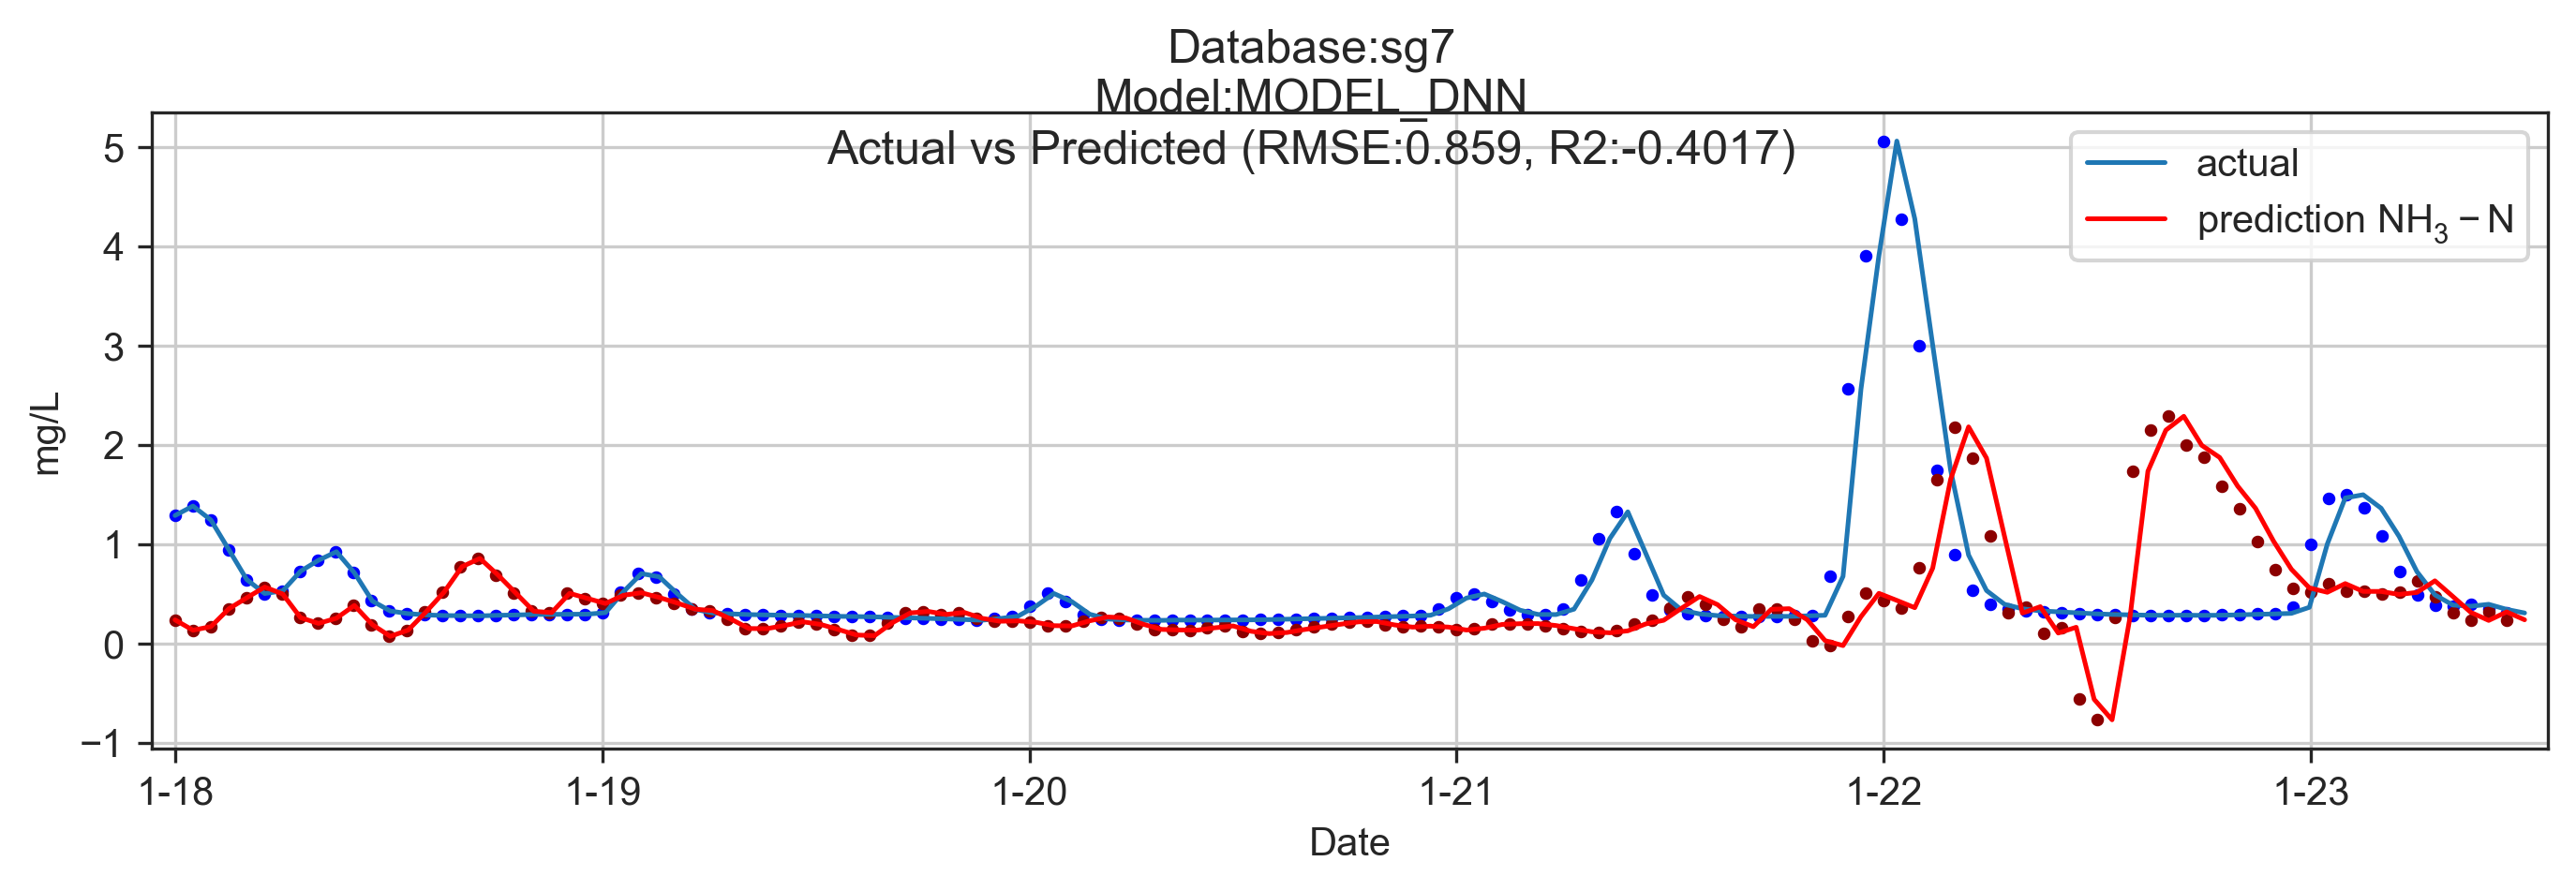 Database:sg7
Model:MODEL_DNN
Actual vs Predicted (RMSE:0.859, R2:-0.4017)
actual
prediction NH₃ − N
mg/L
5
4
3
2
1
0
−1
1-18 1-19 1-20 1-21 1-22 1-23
Date